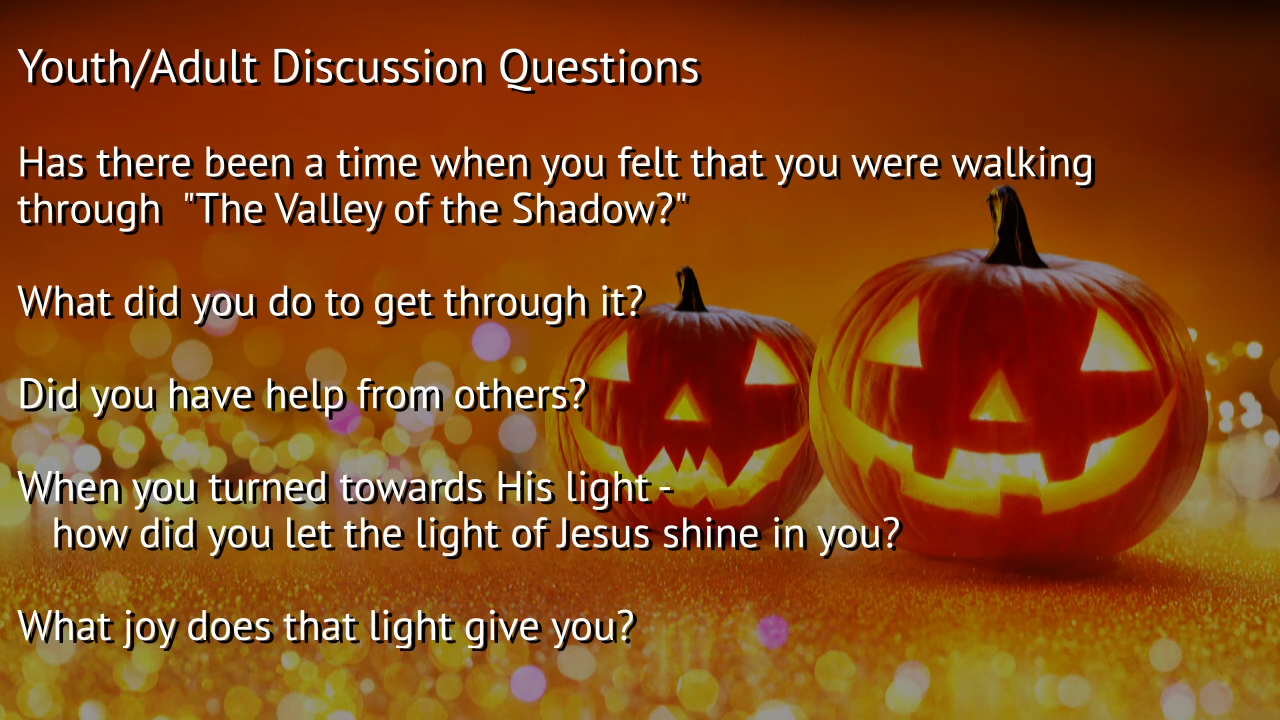 Youth/Adult Discussion Questions
Has there been a time when you felt that you were walking
through  "The Valley of the Shadow?"
What did you do to get through it?
Did you have help from others?
When you turned towards His light -
how did you let the light of Jesus shine in you?
What joy does that light give you?